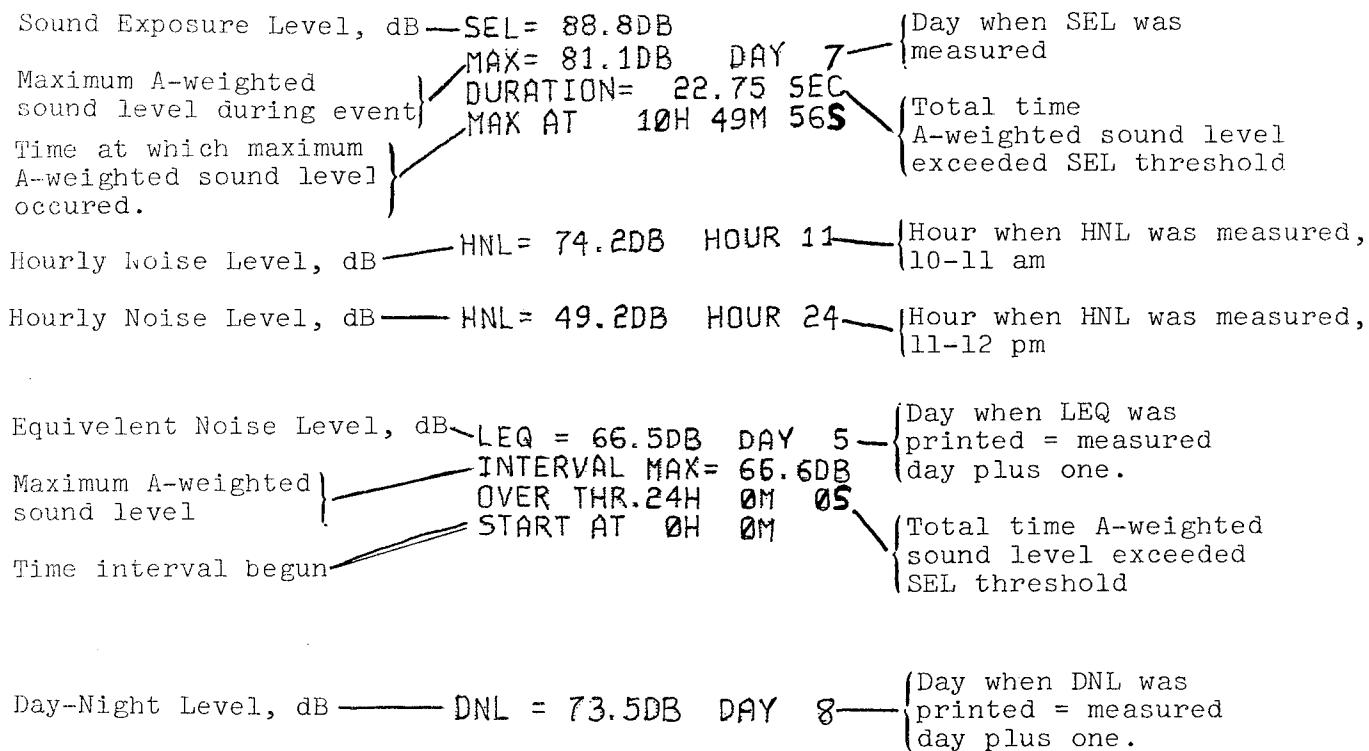 Sound Exposure Level, dB SEL= 88.8DB {Day when SEL was
MAX= 81.1DB DAY 7 measured
Maximum A-weighted
sound level during event} DURATION= 22.75 SEC {Total time
MAX AT 10H 49M 56S A-weighted sound level
Time at which maximum exceeded SEL threshold
A-weighted sound level
occured.
Hourly Noise Level, dB HNL= 74.2DB HOUR 11 {Hour when HNL was measured,
10-11 am
Hourly Noise Level, dB HNL= 49.2DB HOUR 24 {Hour when HNL was measured,
11-12 pm
Equivelent Noise Level, dB LEQ = 66.5DB DAY 5 {Day when LEQ was
printed = measured
day plus one.
Maximum A-weighted
sound level} INTERVAL MAX= 66.6DB
OVER THR.24H 0M 0S {Total time A-weighted
sound level exceeded
SEL threshold
Time interval begun START AT 0H 0M
Day-Night Level, dB DNL = 73.5DB DAY 8 {Day when DNL was
printed = measured
day plus one.